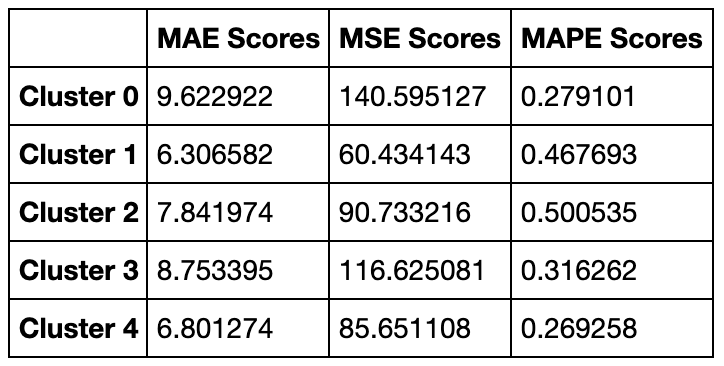 MAE Scores MSE Scores MAPE Scores
Cluster 0 9.622922 140.595127 0.279101
Cluster 1 6.306582 60.434143 0.467693
Cluster 2 7.841974 90.733216 0.500535
Cluster 3 8.753395 116.625081 0.316262
Cluster 4 6.801274 85.651108 0.269258